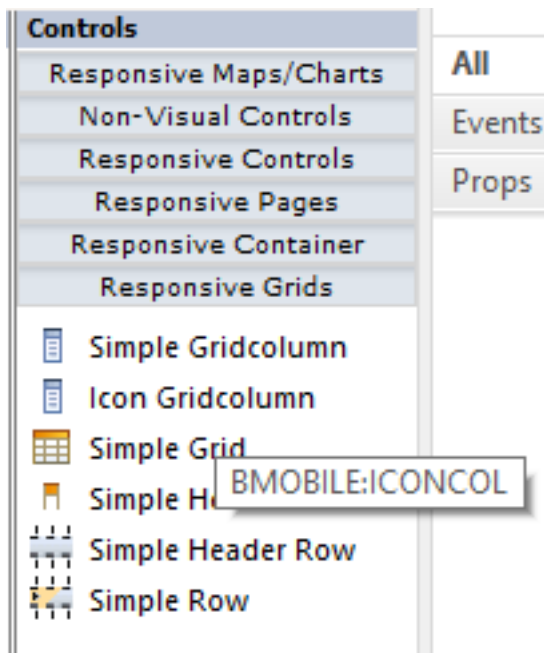 Controls
Responsive Maps/Charts
Non-Visual Controls
Responsive Controls
Responsive Pages
Responsive Container
Responsive Grids
Simple Gridcolumn
Icon Gridcolumn
Simple Grid
BMOBILE:ICONCOL
Simple
Simple Header Row
Simple Row
All
Events
Props